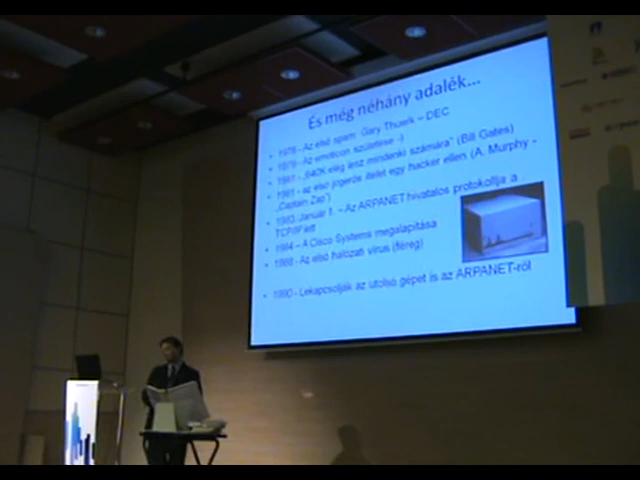 És még néhány adalék...
• 1978 - Az első spam: Gary Thuerk – DEC
• 1979 - Az emoticon születése :-)
• 1981 - „640K elég lesz mindenki számára” (Bill Gates)
• 1981 - az első jogerős ítélet egy hacker ellen (A. Murphy -
„Captain Zap”)
• 1983. Január 1. – Az ARPANET hivatalos protokollja a
TCP/IP lett
• 1984 – A Cisco Systems megalapítása
• 1988 - Az első hálózati vírus (féreg)
• 1990 - Lekapcsolják az utolsó gépet is az ARPANET-ről